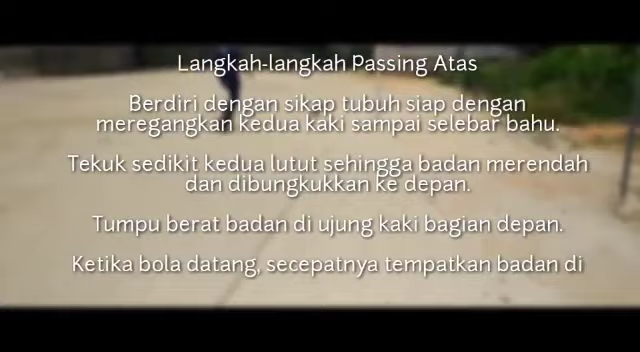 Langkah-langkah Passing Atas
Berdiri dengan sikap tubuh siap dengan
meregangkan kedua kaki sampai selebar bahu.
Tekuk sedikit kedua lutut sehingga badan merendah
dan dibungkukkan ke depan.
Tumpu berat badan di ujung kaki bagian depan.
Ketika bola datang, secepatnya tempatkan badan di